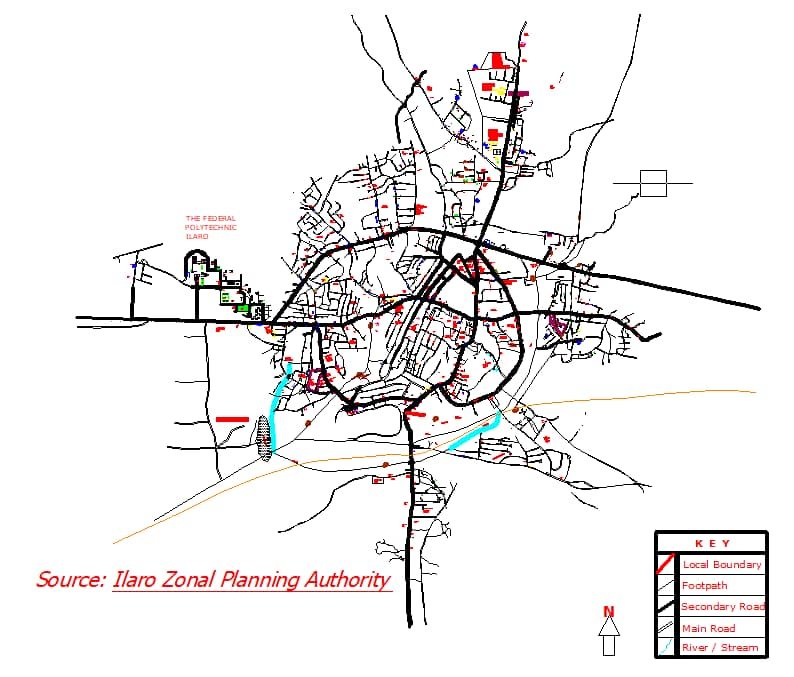 THE FEDERAL
POLYTECHNIC
ILARO
Source: Ilaro Zonal Planning Authority
N
K E Y
Local Boundary
Footpath
Secondary Road
Main Road
River / Stream